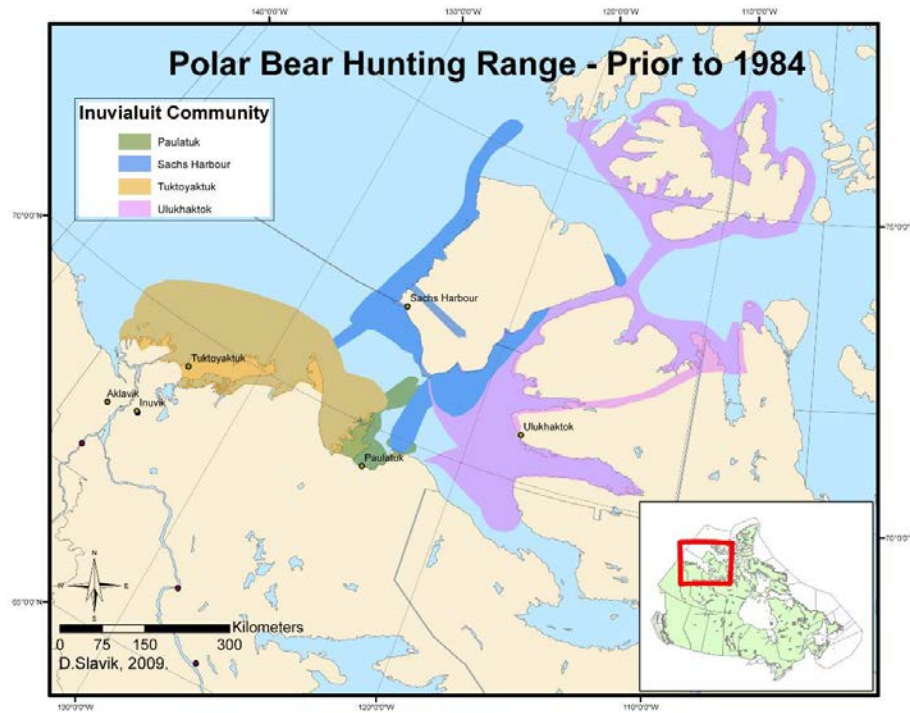 140°0'0"W 130°0'0"W 120°0'0"W 110°0'0"W
Polar Bear Hunting Range - Prior to 1984
Inuvialuit Community
Paulatuk
Sachs Harbour
Tuktoyaktuk
Ulukhaktok
70°0'0"N
75°0'0"N
Sachs Harbour
Tuktoyaktuk
Aklavik
Inuvik
Ulukhaktok
Paulatuk
70°0'0"N
N
W E
S
65°0'0"N
Kilometers
0 75 150 300
D.Slavik, 2009.
130°0'0"W 120°0'0"W 110°0'0"W